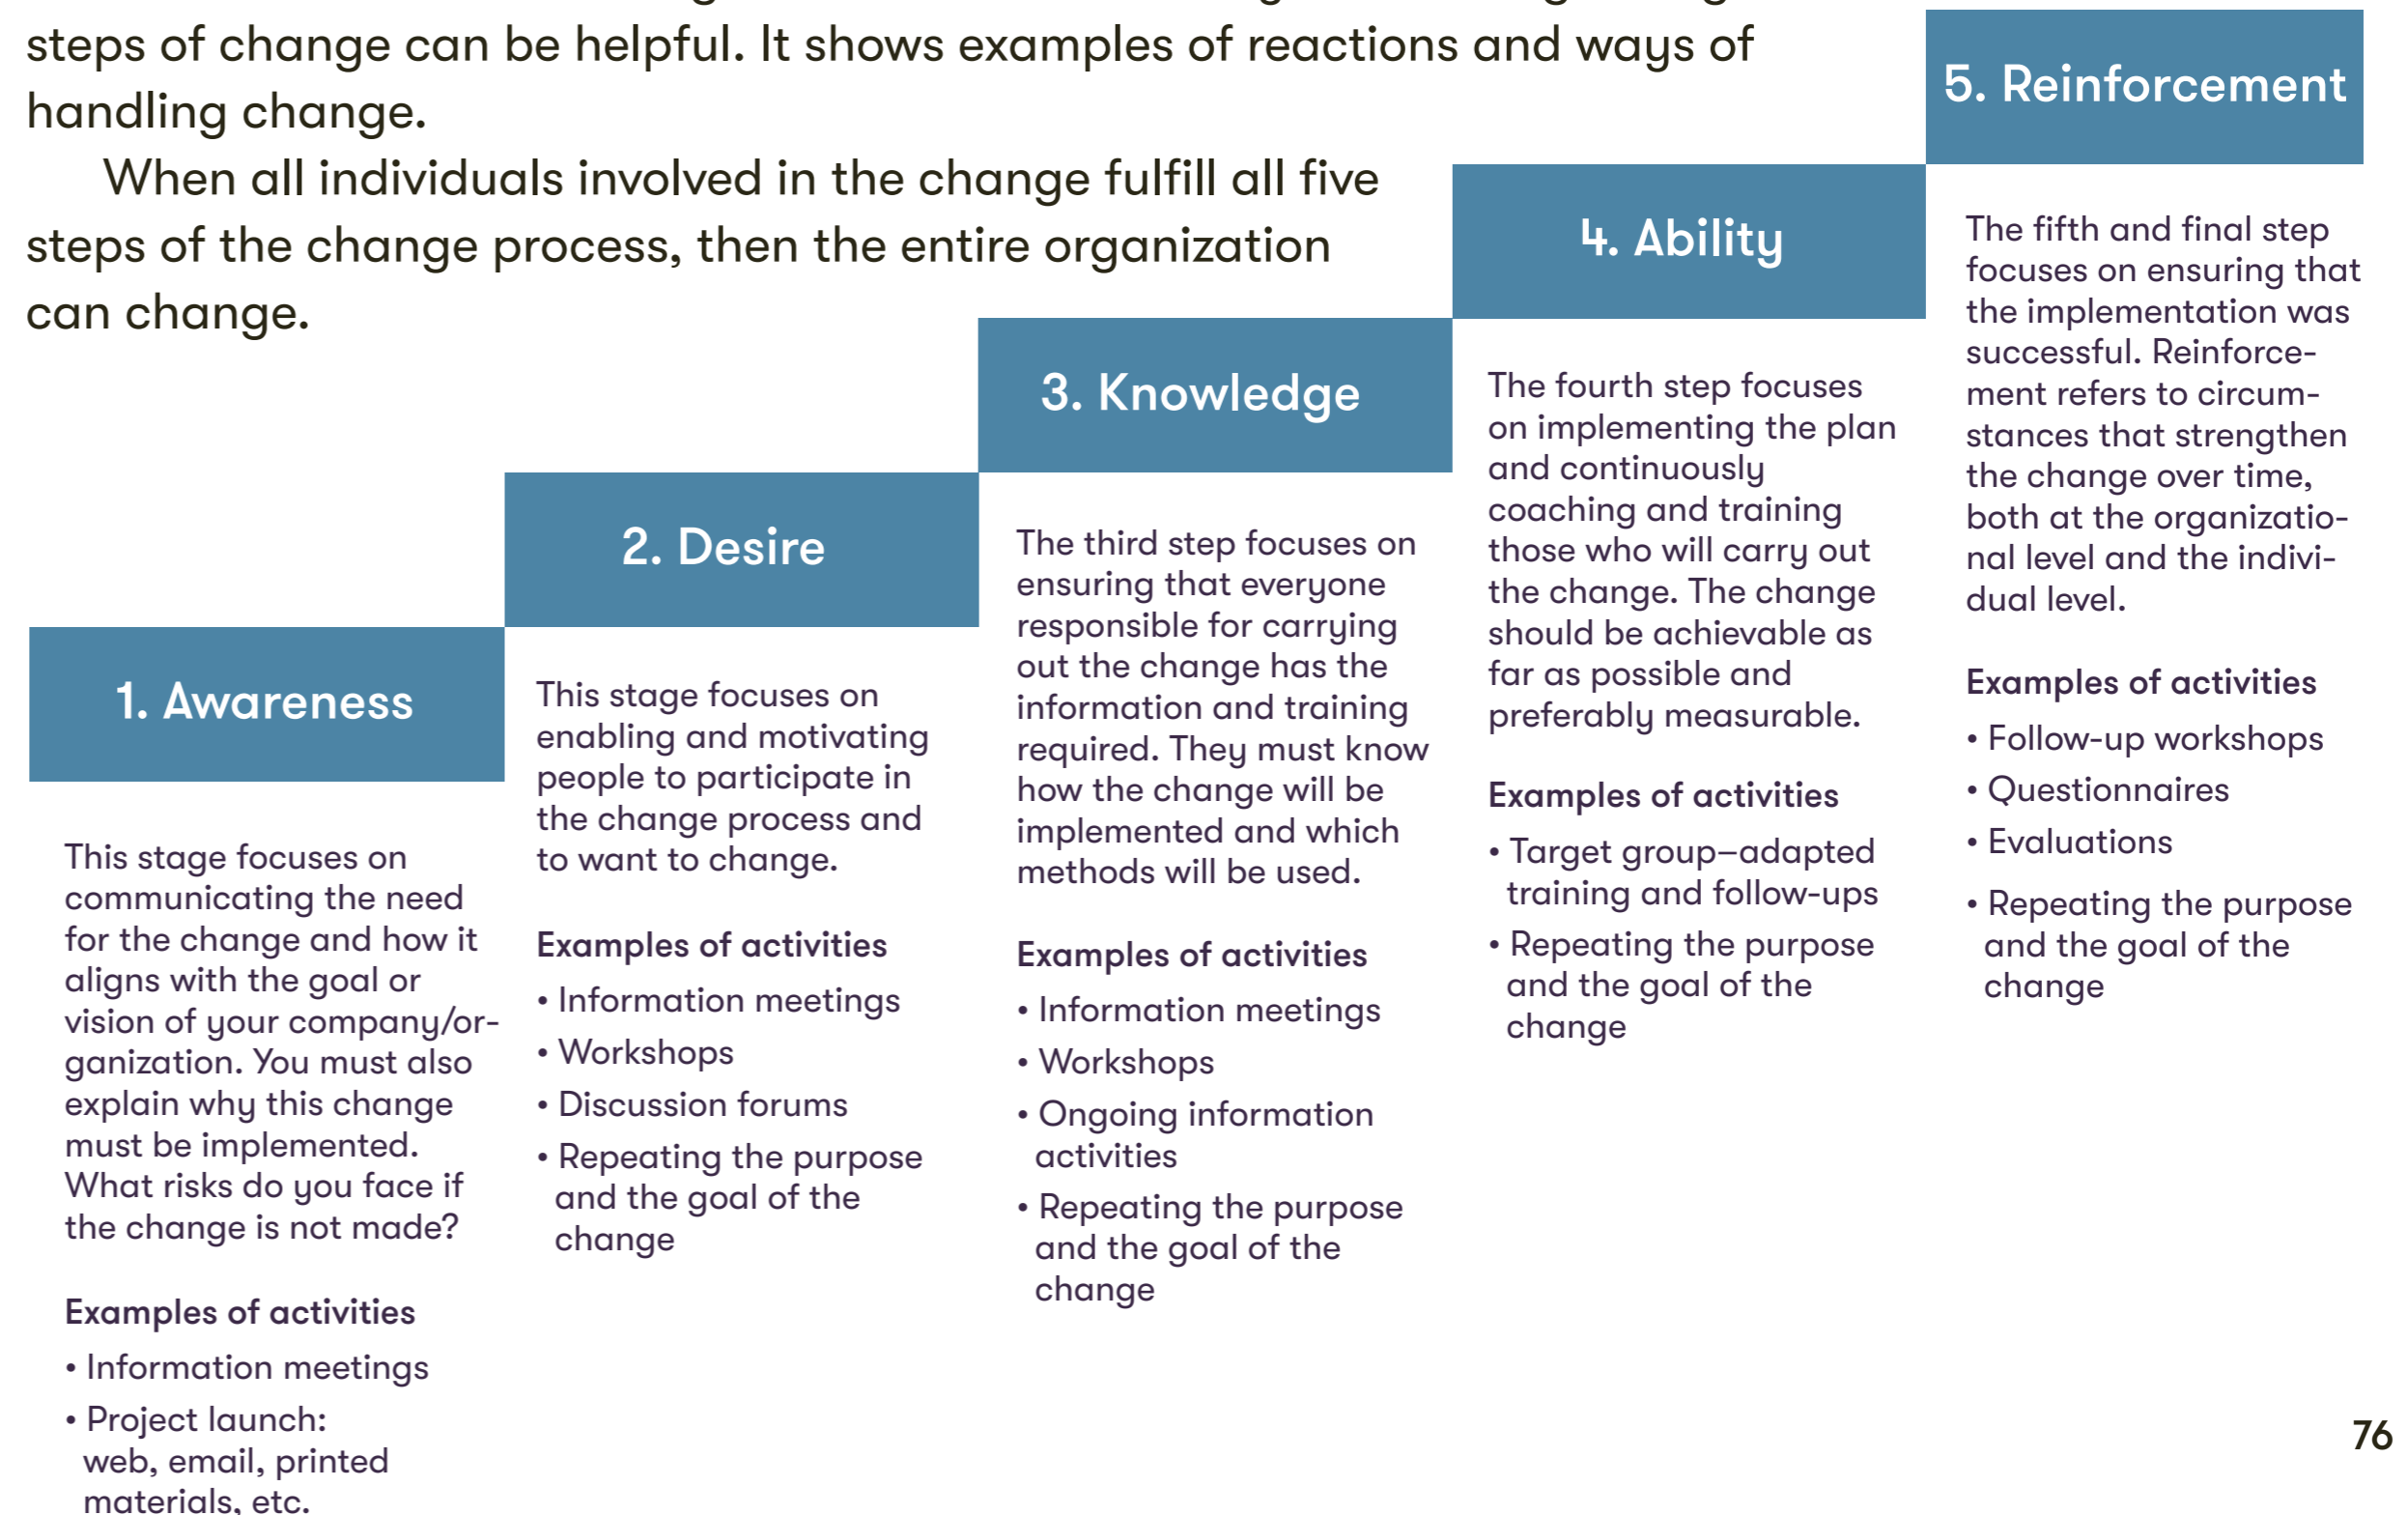 steps of change can be helpful. It shows examples of reactions and ways of
handling change.
When all individuals involved in the change fulfill all five
steps of the change process, then the entire organization
can change.
1. Awareness
This stage focuses on
communicating the need
for the change and how it
aligns with the goal or
vision of your company/or-
ganization. You must also
explain why this change
must be implemented.
What risks do you face if
the change is not made?
Examples of activities
• Information meetings
• Project launch:
web, email, printed
materials, etc.
2. Desire
This stage focuses on
enabling and motivating
people to participate in
the change process and
to want to change.
Examples of activities
• Information meetings
• Workshops
• Discussion forums
• Repeating the purpose
and the goal of the
change
3. Knowledge
The third step focuses on
ensuring that everyone
responsible for carrying
out the change has the
information and training
required. They must know
how the change will be
implemented and which
methods will be used.
Examples of activities
• Information meetings
• Workshops
• Ongoing information
activities
• Repeating the purpose
and the goal of the
change
4. Ability
The fourth step focuses
on implementing the plan
and continuously
coaching and training
those who will carry out
the change. The change
should be achievable as
far as possible and
preferably measurable.
Examples of activities
• Target group–adapted
training and follow-ups
• Repeating the purpose
and the goal of the
change
5. Reinforcement
The fifth and final step
focuses on ensuring that
the implementation was
successful. Reinforce-
ment refers to circum-
stances that strengthen
the change over time,
both at the organizatio-
nal level and the indivi-
dual level.
Examples of activities
• Follow-up workshops
• Questionnaires
• Evaluations
• Repeating the purpose
and the goal of the
change
76